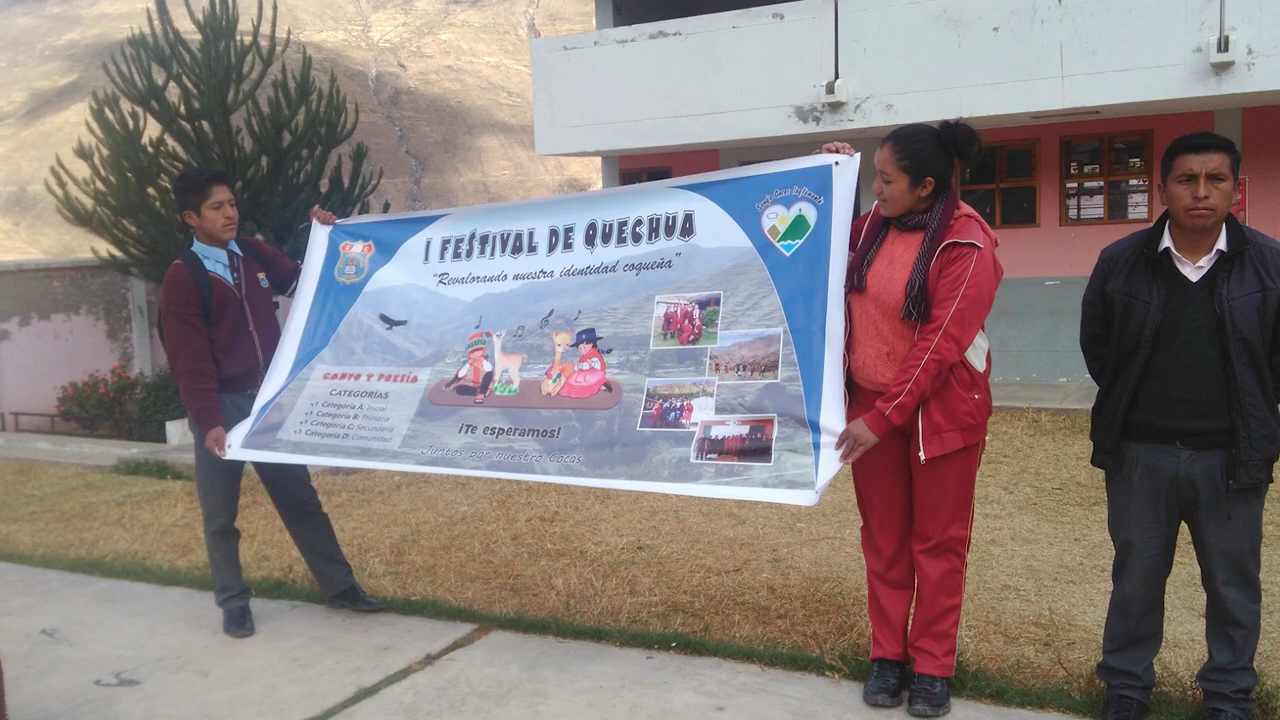 I FESTIVAL DE QUECHUA
"Revalorando nuestra identidad coqueña"
CANTO Y POESÍA
CATEGORÍAS
Categoría A: Inicial
Categoría B: Primaria
Categoría C: Secundaria
Categoría D: Comunidad
¡Te esperamos!
Juntos por nuestro Cocas